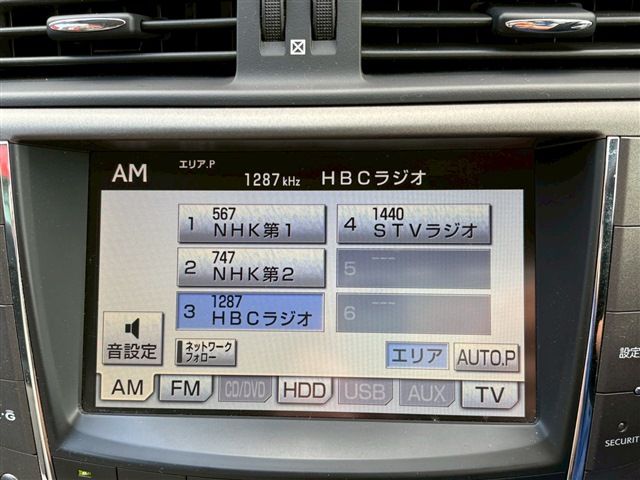 AM エリア.P 1287 kHz HBCラジオ
1 567 NHK第1
4 1440 STVラジオ
2 747 NHK第2
5 ---
3 1287 HBCラジオ
6 ---
音設定
ネットワーク
フォロー
エリア AUTO.P
AM FM CD/DVD HDD USB AUX TV
設定
SECURIT